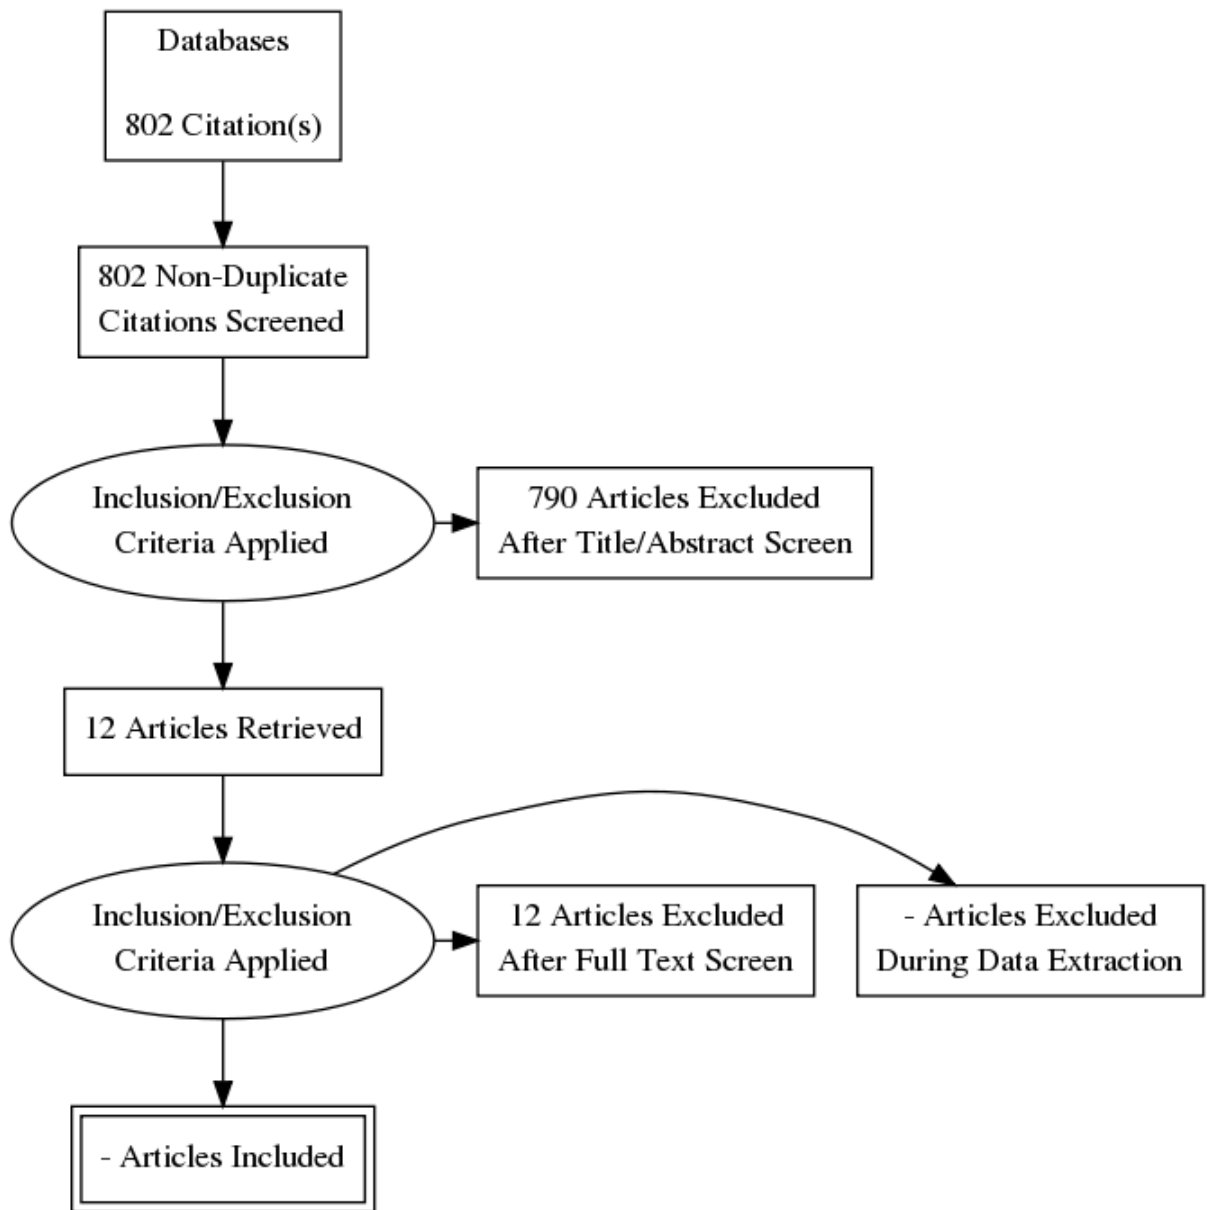 Databases
802 Citation(s)
802 Non-Duplicate
Citations Screened
Inclusion/Exclusion
Criteria Applied
790 Articles Excluded
After Title/Abstract Screen
12 Articles Retrieved
Inclusion/Exclusion
Criteria Applied
12 Articles Excluded
After Full Text Screen
- Articles Excluded
During Data Extraction
- Articles Included